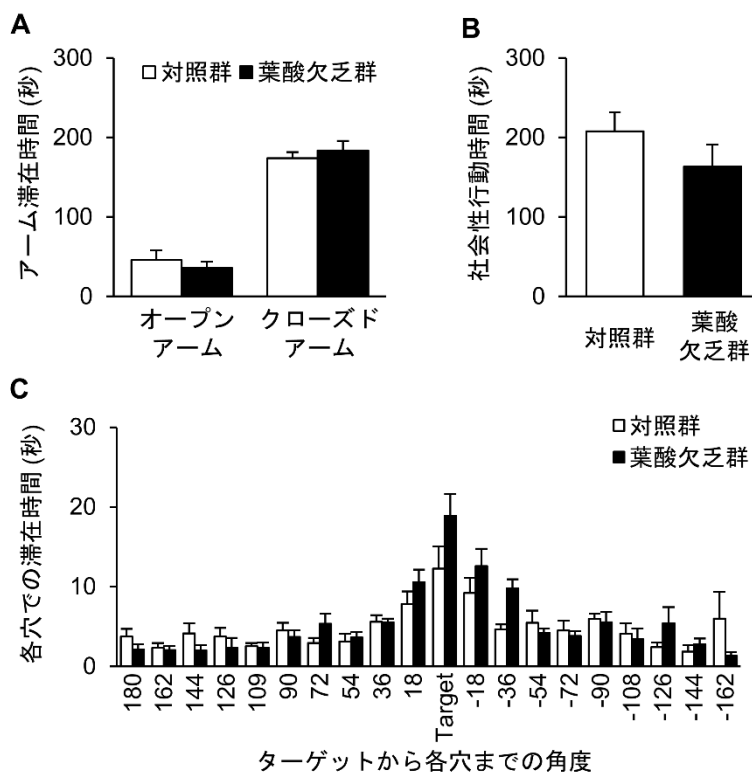 A
アーム滞在時間 (秒)
300
200
100
0
対照群 葉酸欠乏群
オープン
アーム
クローズド
アーム
B
社会性行動時間 (秒)
300
200
100
0
対照群
葉酸
欠乏群
C
各穴での滞在時間 (秒)
30
20
10
0
対照群
葉酸欠乏群
180
162
144
126
109
90
72
54
36
18
Target
-18
-36
-54
-72
-90
-108
-126
-144
-162
ターゲットから各穴までの角度